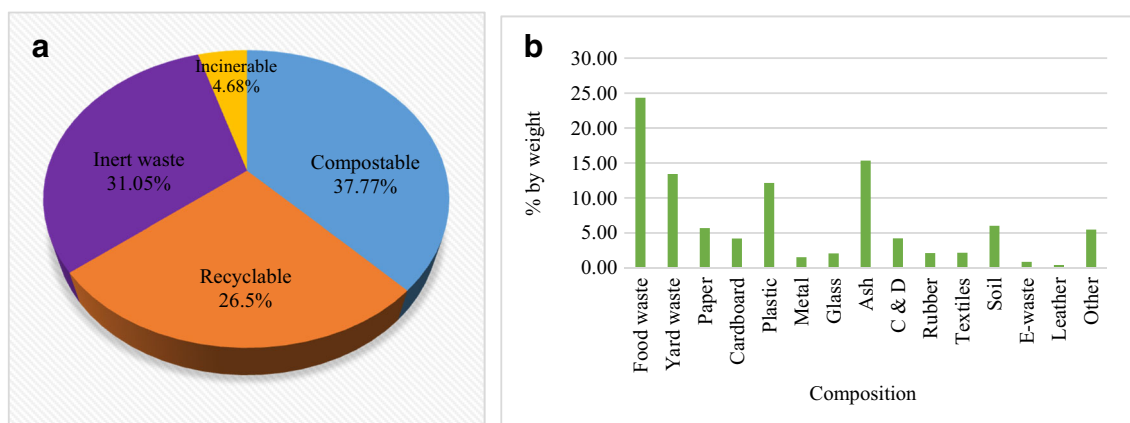 a
Incinerable
4.68%
Inert waste
31.05%
Compostable
37.77%
Recyclable
26.5%
b
% by weight
30.00
25.00
20.00
15.00
10.00
5.00
0.00
Food waste
Yard waste
Paper
Cardboard
Plastic
Metal
Glass
Ash
C & D
Rubber
Textiles
Soil
E-waste
Leather
Other
Composition